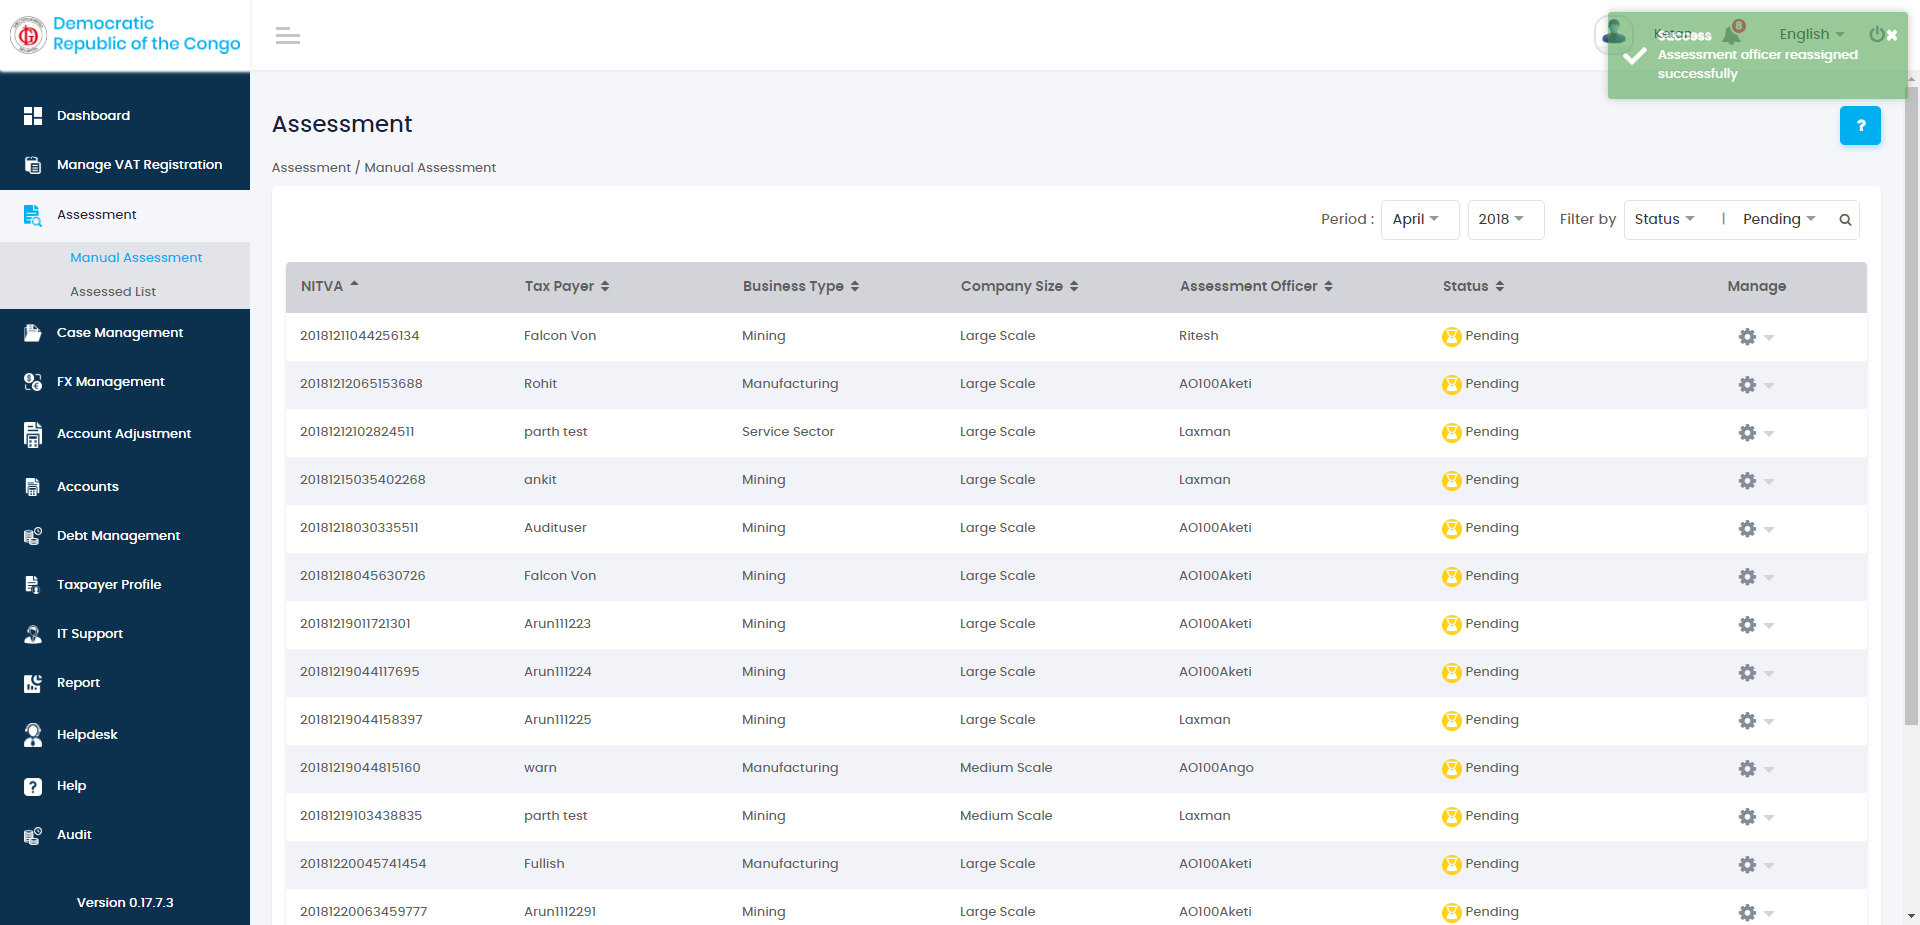 Democratic
Republic of the Congo
Ketan
8
English
Success
Assessment officer reassigned
successfully
Dashboard
Manage VAT Registration
Assessment
Manual Assessment
Assessed List
Case Management
FX Management
Account Adjustment
Accounts
Debt Management
Taxpayer Profile
IT Support
Report
Helpdesk
Help
Audit
Version 0.17.7.3
Assessment
?
Assessment / Manual Assessment
Period : April 2018 Filter by Status | Pending
NITVA Tax Payer Business Type Company Size Assessment Officer Status Manage
20181211044256134 Falcon Von Mining Large Scale Ritesh Pending
20181212065153688 Rohit Manufacturing Large Scale AO100Aketi Pending
20181212102824511 parth test Service Sector Large Scale Laxman Pending
20181215035402268 ankit Mining Large Scale Laxman Pending
20181218030335511 Audituser Mining Large Scale AO100Aketi Pending
20181218045630726 Falcon Von Mining Large Scale AO100Aketi Pending
20181219011721301 Arun111223 Mining Large Scale AO100Aketi Pending
20181219044117695 Arun111224 Mining Large Scale AO100Aketi Pending
20181219044158397 Arun111225 Mining Large Scale Laxman Pending
20181219044815160 warn Manufacturing Medium Scale AO100Ango Pending
20181219103438835 parth test Mining Medium Scale Laxman Pending
20181220045741454 Fullish Manufacturing Large Scale AO100Aketi Pending
20181220063459777 Arun1112291 Mining Large Scale AO100Aketi Pending